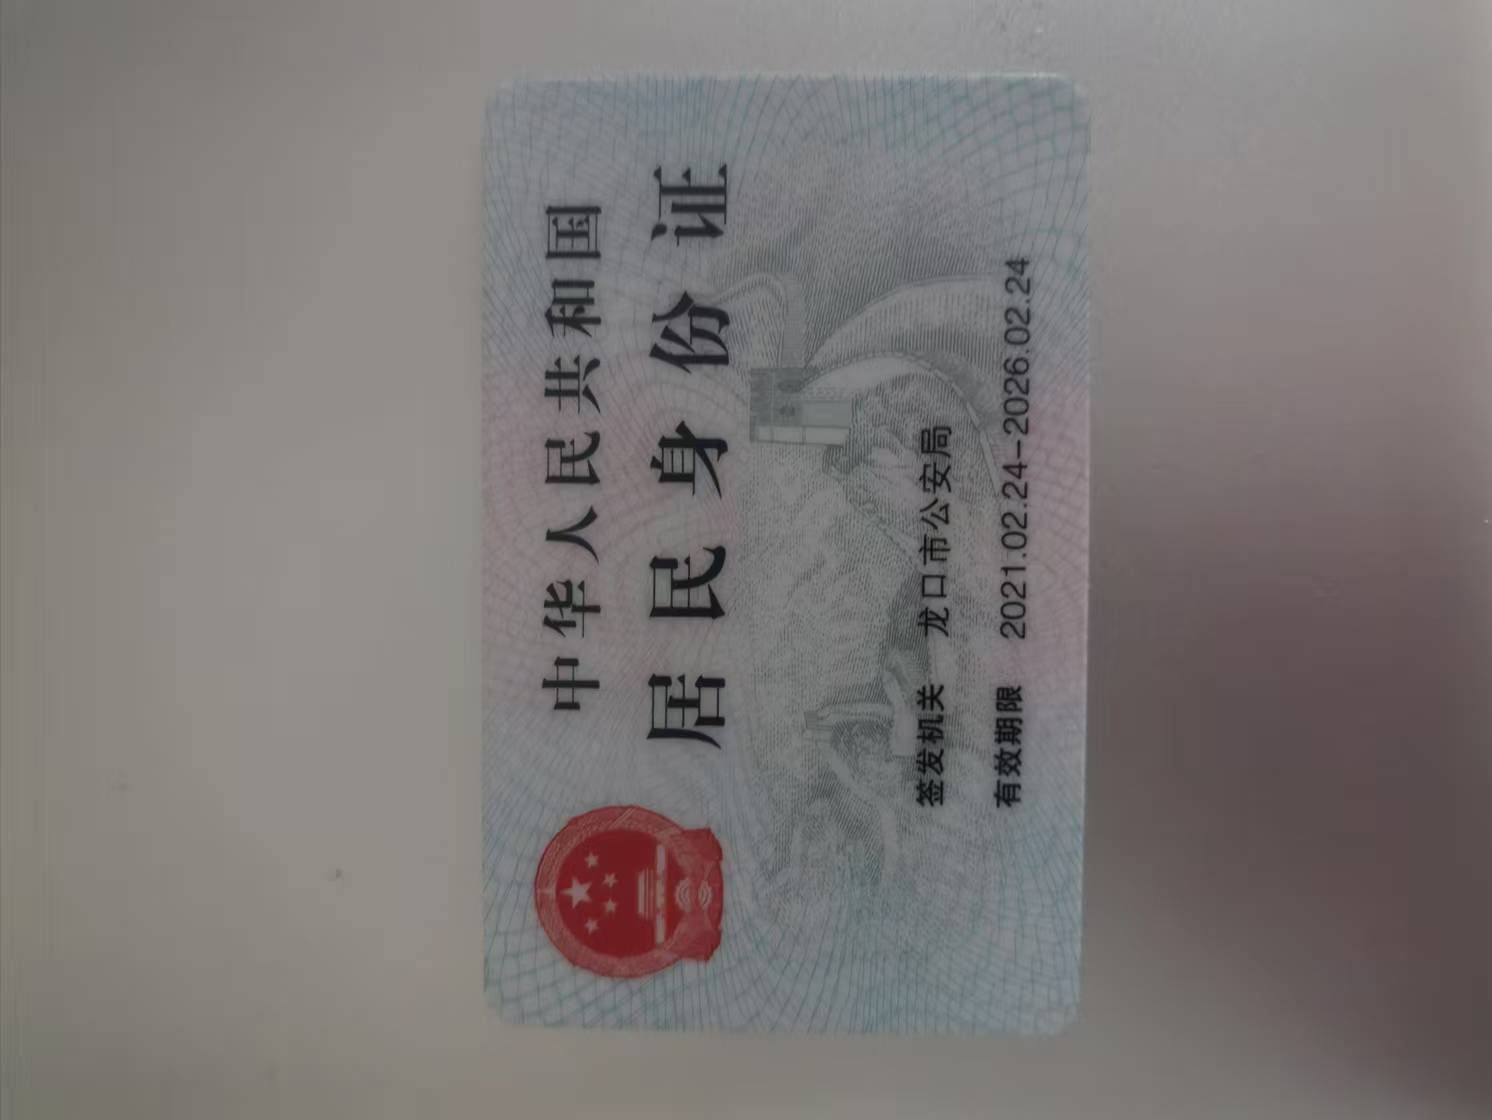 中华人民共和国
居民身份证
签发机关 龙口市公安局
有效期限 2021.02.24-2026.02.24